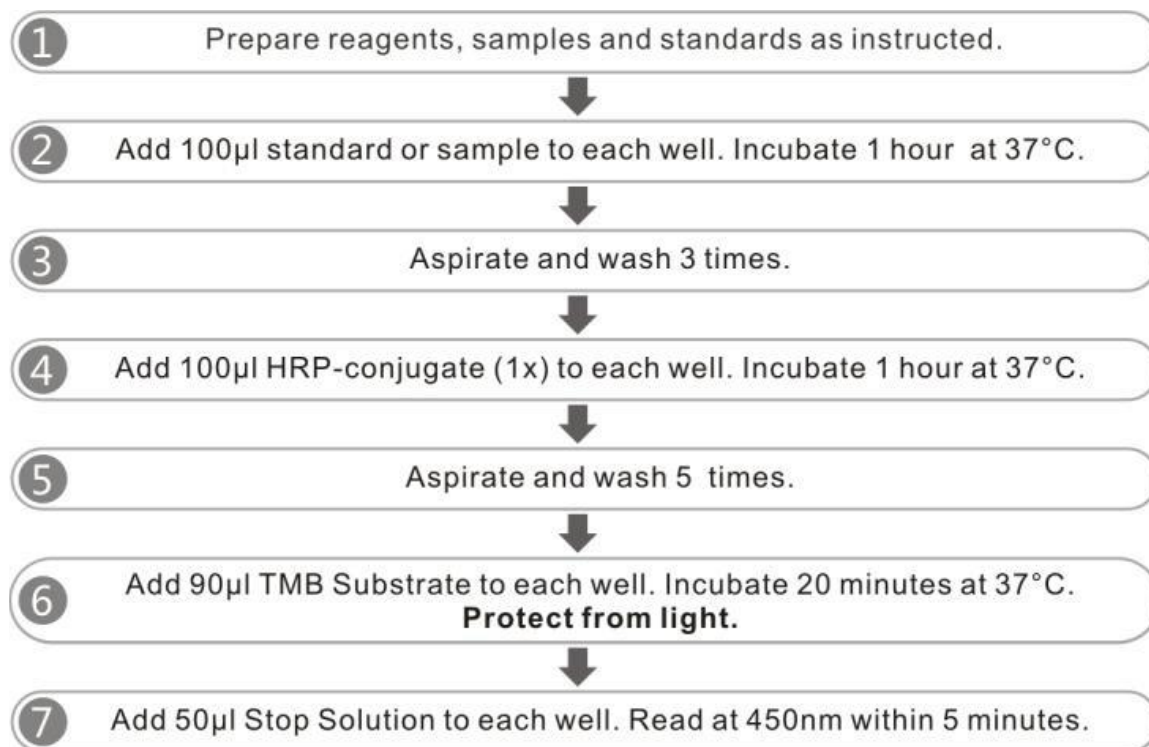 1 Prepare reagents, samples and standards as instructed.
2 Add 100μl standard or sample to each well. Incubate 1 hour at 37°C.
3 Aspirate and wash 3 times.
4 Add 100μl HRP-conjugate (1x) to each well. Incubate 1 hour at 37°C.
5 Aspirate and wash 5 times.
6 Add 90μl TMB Substrate to each well. Incubate 20 minutes at 37°C.
Protect from light.
7 Add 50μl Stop Solution to each well. Read at 450nm within 5 minutes.